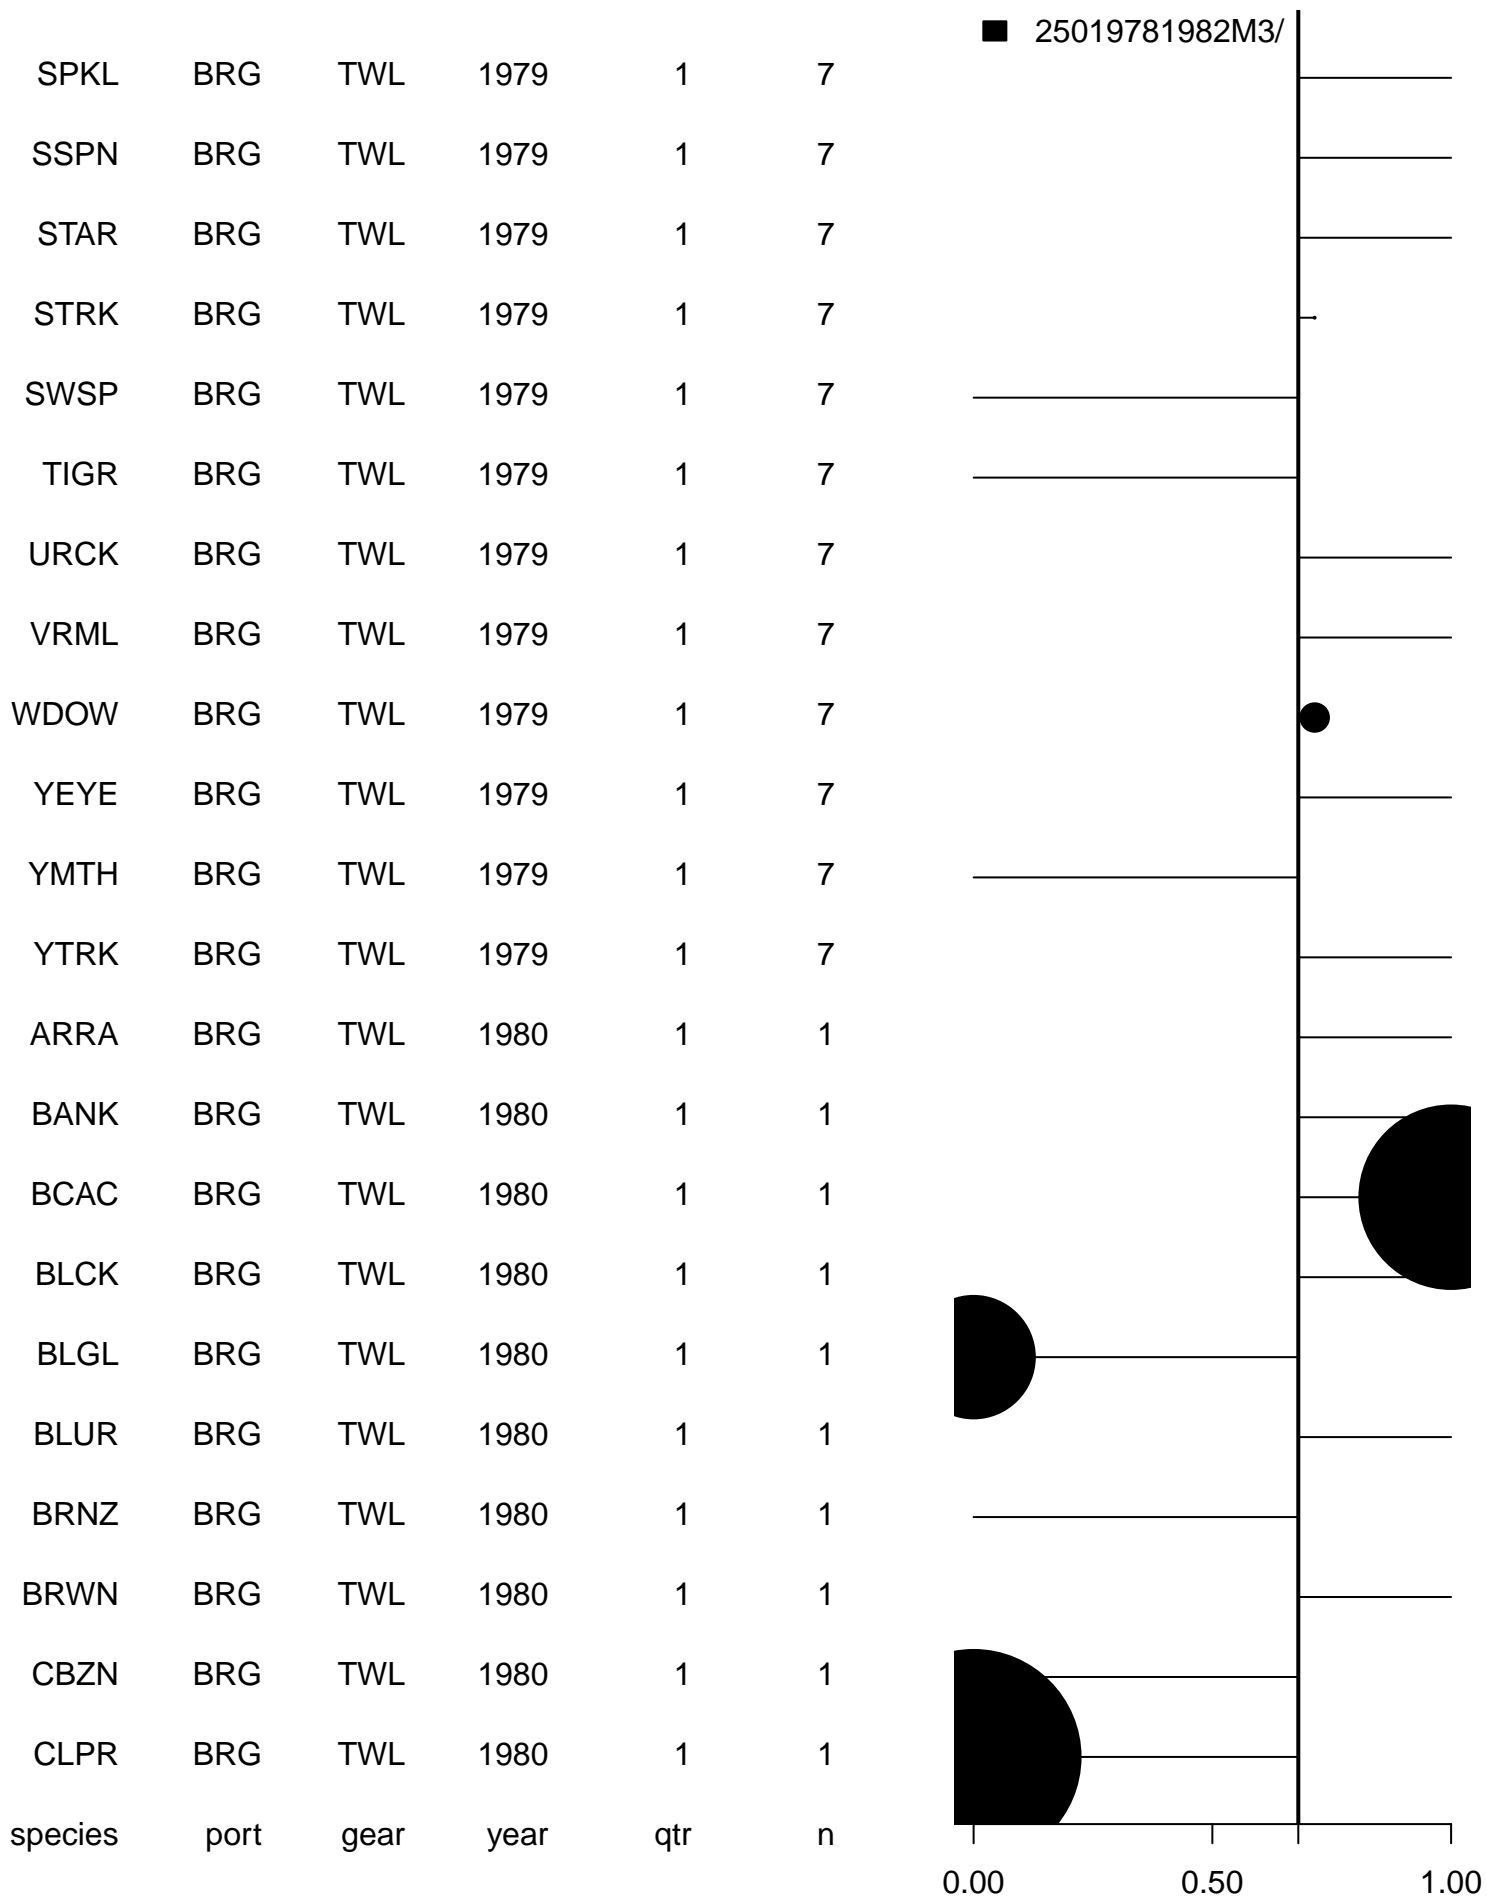 25019781982M3/
SPKL BRG TWL 1979 1 7
SSPN BRG TWL 1979 1 7
STAR BRG TWL 1979 1 7
STRK BRG TWL 1979 1 7
SWSP BRG TWL 1979 1 7
TIGR BRG TWL 1979 1 7
URCK BRG TWL 1979 1 7
VRML BRG TWL 1979 1 7
WDOW BRG TWL 1979 1 7
YEYE BRG TWL 1979 1 7
YMTH BRG TWL 1979 1 7
YTRK BRG TWL 1979 1 7
ARRA BRG TWL 1980 1 1
BANK BRG TWL 1980 1 1
BCAC BRG TWL 1980 1 1
BLCK BRG TWL 1980 1 1
BLGL BRG TWL 1980 1 1
BLUR BRG TWL 1980 1 1
BRNZ BRG TWL 1980 1 1
BRWN BRG TWL 1980 1 1
CBZN BRG TWL 1980 1 1
CLPR BRG TWL 1980 1 1
species port gear year qtr n
0.00 0.50 1.00